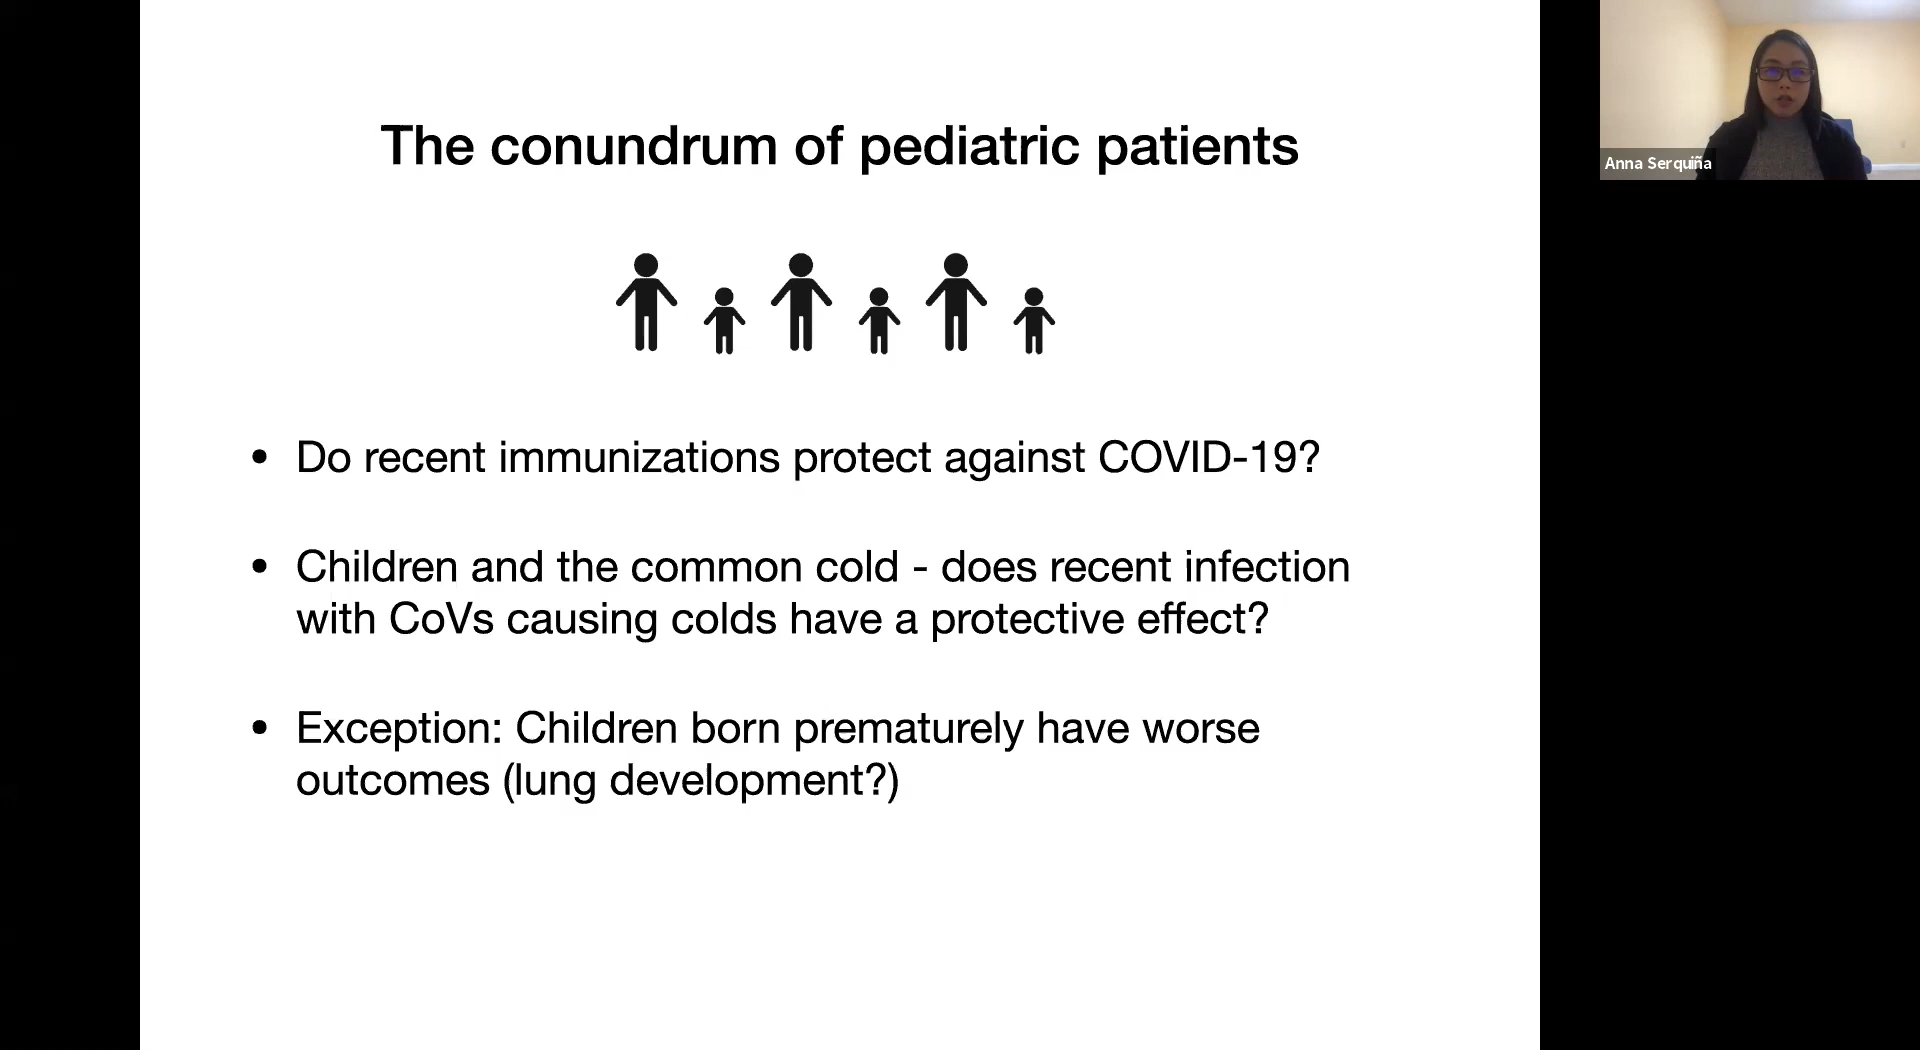 The conundrum of pediatric patients
Anna Serquiña
• Do recent immunizations protect against COVID-19?
• Children and the common cold - does recent infection
with CoVs causing colds have a protective effect?
• Exception: Children born prematurely have worse
outcomes (lung development?)